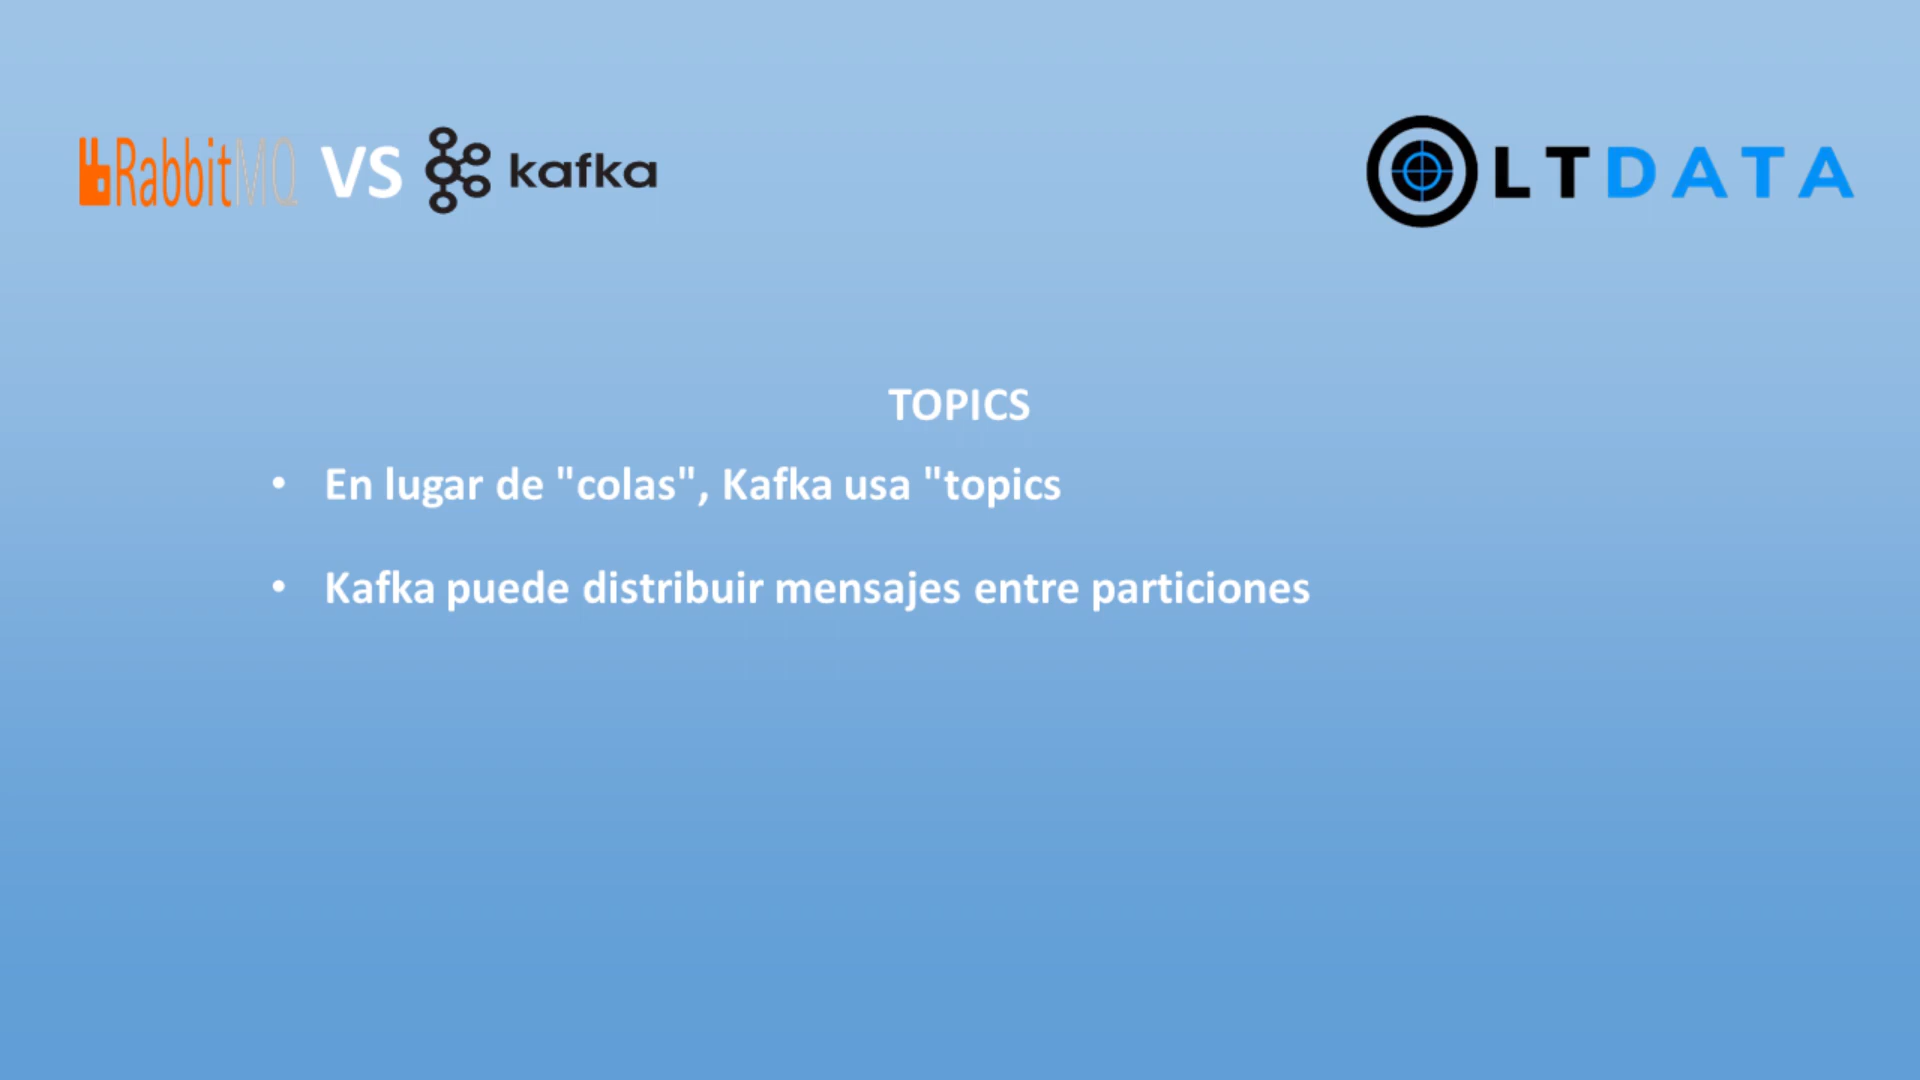 RabbitMQ VS kafka
LTDATA
TOPICS
• En lugar de "colas", Kafka usa "topics
• Kafka puede distribuir mensajes entre particiones